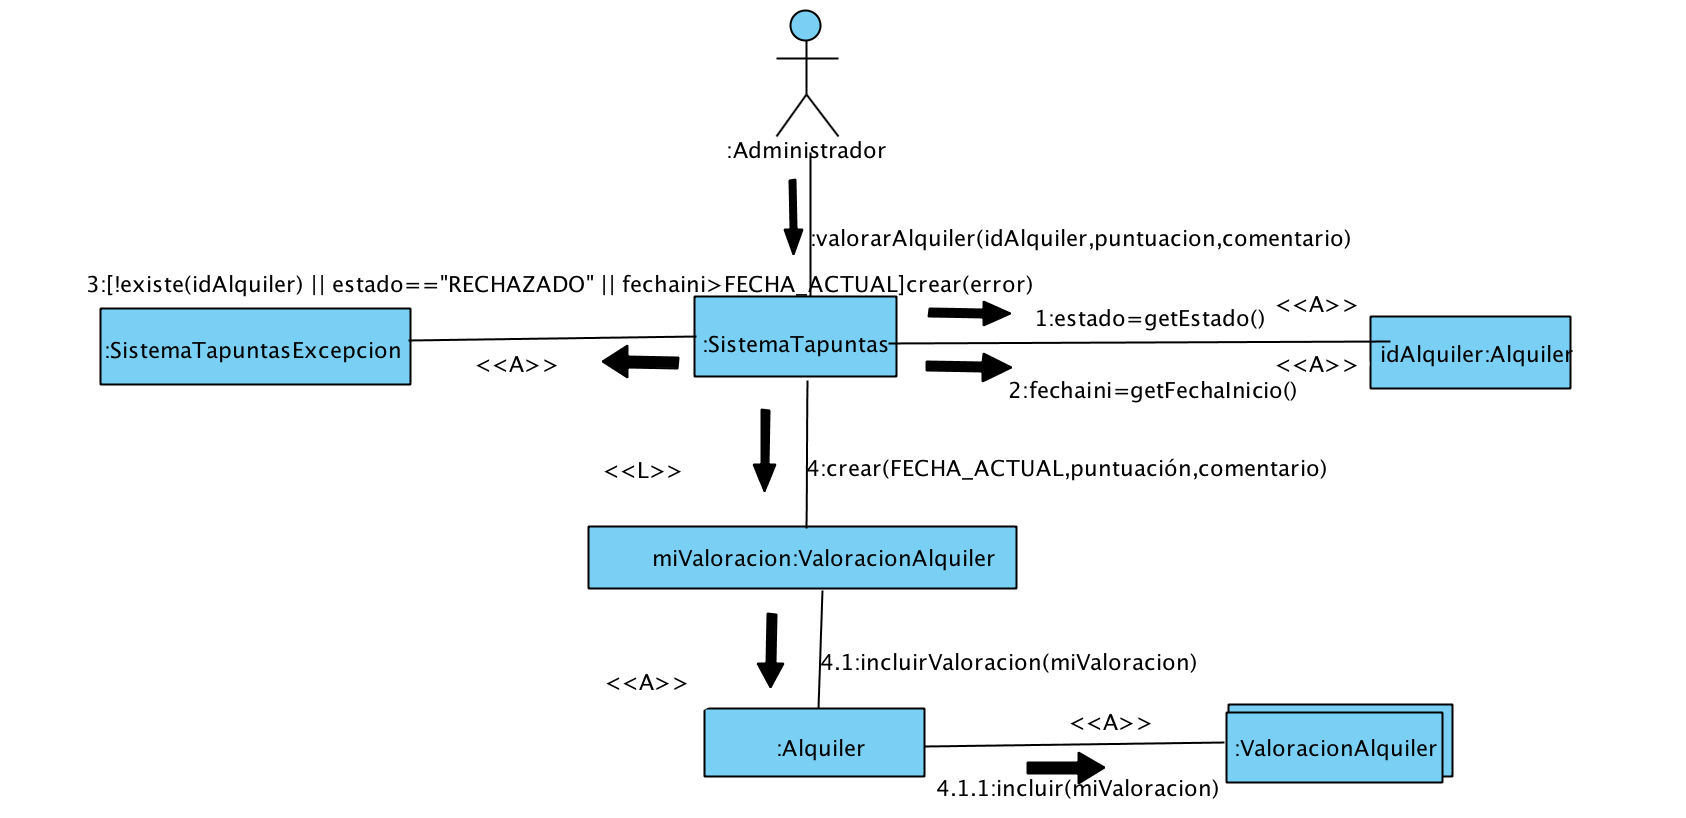 :Administrador
:valorarAlquiler(idAlquiler,puntuacion,comentario)
3:[!existe(idAlquiler) || estado=="RECHAZADO" || fechaini>FECHA_ACTUAL]crear(error)
<<A>>
1:estado=getEstado()
:SistemaTapuntasExcepcion
:SistemaTapuntas
idAlquiler:Alquiler
<<A>>
<<A>>
2:fechaini=getFechaInicio()
<<L>>
4:crear(FECHA_ACTUAL,puntuación,comentario)
miValoracion:ValoracionAlquiler
4.1:incluirValoracion(miValoracion)
<<A>>
<<A>>
:Alquiler
:ValoracionAlquiler
4.1.1:incluir(miValoracion)